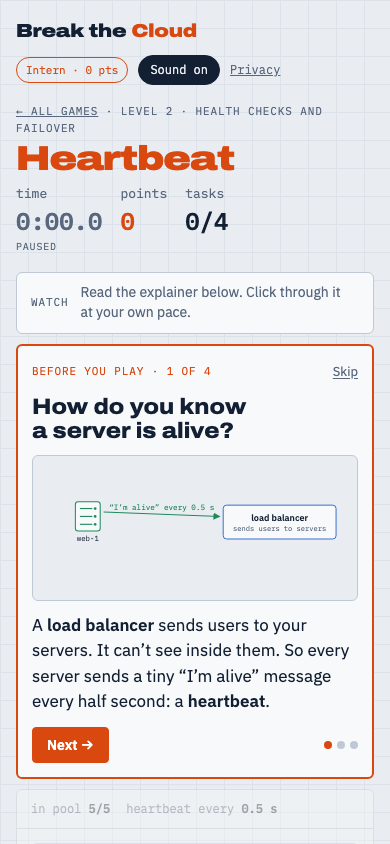 Break the Cloud
Intern · 0 pts
Sound on
Privacy
← ALL GAMES · LEVEL 2 · HEALTH CHECKS AND
FAILOVER
Heartbeat
time points tasks
0:00.0 0 0/4
PAUSED
WATCH
Read the explainer below. Click through it
at your own pace.
BEFORE YOU PLAY · 1 OF 4
Skip
How do you know
a server is alive?
“I’m alive” every 0.5 s
web-1
load balancer
sends users to servers
A load balancer sends users to your
servers. It can’t see inside them. So every
server sends a tiny “I’m alive” message
every half second: a heartbeat.
Next →
in pool 5/5 heartbeat every 0.5 s